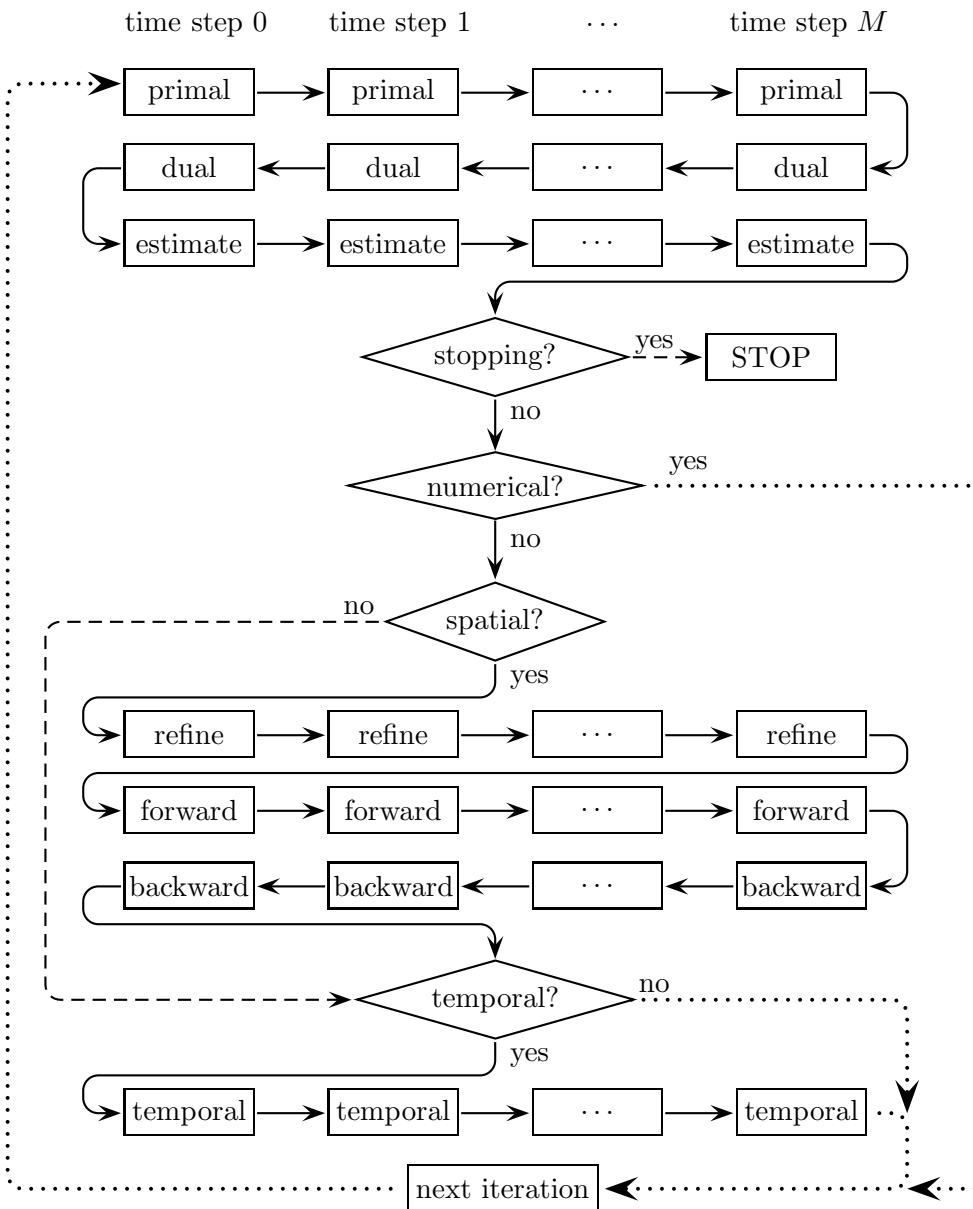 time step 0 time step 1 ··· time step M
primal primal ··· primal
dual dual ··· dual
estimate estimate ··· estimate
stopping? yes STOP
no
numerical? yes
no
no spatial?
yes
refine refine ··· refine
forward forward ··· forward
backward backward ··· backward
temporal? no
yes
temporal temporal ··· temporal
next iteration